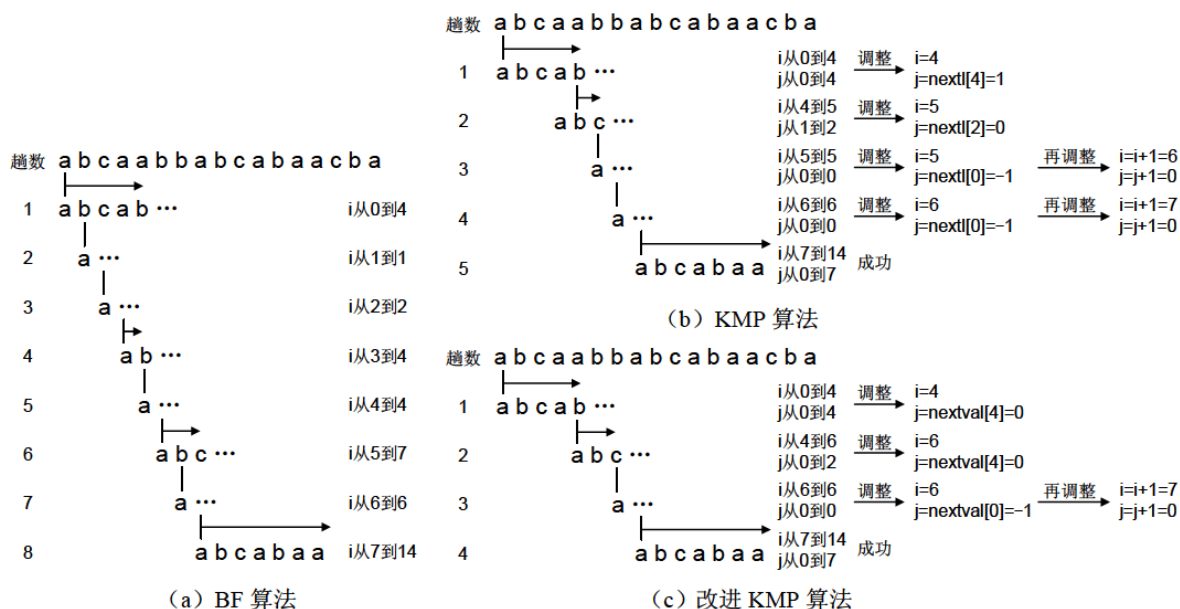 趟数 a b c a a b b a b c a b a a c b a
1 a b c a b ··· i从0到4
2 a ··· i从1到1
3 a ··· i从2到2
4 a b ··· i从3到4
5 a ··· i从4到4
6 a b c ··· i从5到7
7 a ··· i从6到6
8 a b c a b a a i从7到14
（a）BF 算法
趟数 a b c a a b b a b c a b a a c b a
1 a b c a b ··· i从0到4 调整 i=4
j从0到4 j=nextl[4]=1
2 a b c ··· i从4到5 调整 i=5
j从1到2 j=nextl[2]=0
3 a ··· i从5到5 调整 i=5 再调整 i=i+1=6
j从0到0 j=nextl[0]=−1 j=j+1=0
4 a ··· i从6到6 调整 i=6 再调整 i=i+1=7
j从0到0 j=nextl[0]=−1 j=j+1=0
5 a b c a b a a i从7到14 成功
j从0到7
（b）KMP 算法
趟数 a b c a a b b a b c a b a a c b a
1 a b c a b ··· i从0到4 调整 i=4
j从0到4 j=nextval[4]=0
2 a b c ··· i从4到6 调整 i=6
j从0到2 j=nextval[4]=0
3 a ··· i从6到6 调整 i=6 再调整 i=i+1=7
j从0到0 j=nextval[0]=−1 j=j+1=0
4 a b c a b a a i从7到14 成功
j从0到7
（c）改进 KMP 算法